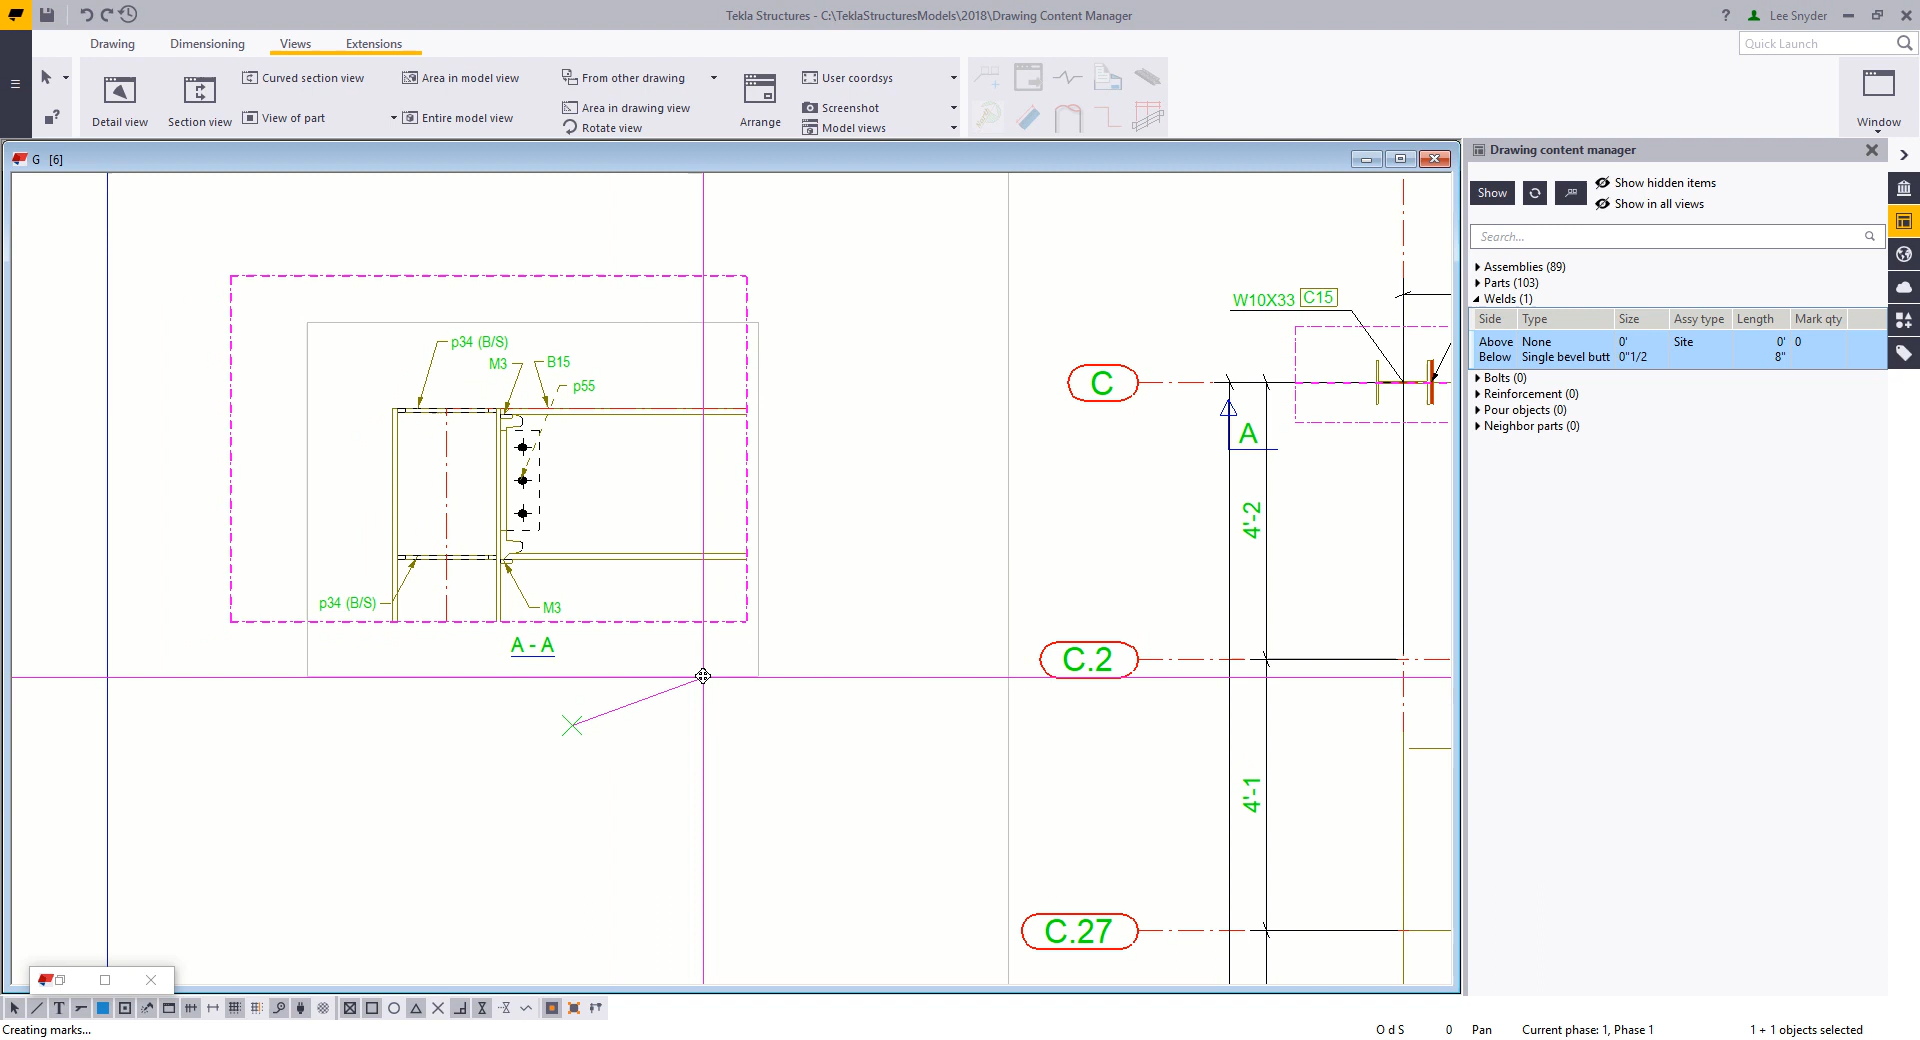 Tekla Structures - C:\TeklaStructuresModels\2018\Drawing Content Manager
? Lee Snyder
Drawing Dimensioning Views Extensions
Quick Launch
Detail view
Section view
Curved section view
View of part
Area in model view
Entire model view
From other drawing
Area in drawing view
Rotate view
Arrange
User coordsys
Screenshot
Model views
Window
G [6]
Drawing content manager
Show
Show hidden items
Show in all views
Search...
Assemblies (89)
Parts (103)
Welds (1)
Side Type Size Assy type Length Mark qty
Above None 0' Site 0' 0
Below Single bevel butt 0"1/2 8"
Bolts (0)
Reinforcement (0)
Pour objects (0)
Neighbor parts (0)
p34 (B/S)
M3
B15
p55
p34 (B/S)
M3
A - A
W10X33 C15
C
A
4'-2
C.2
4'-1
C.27
Creating marks...
O d S 0 Pan Current phase: 1, Phase 1 1 + 1 objects selected